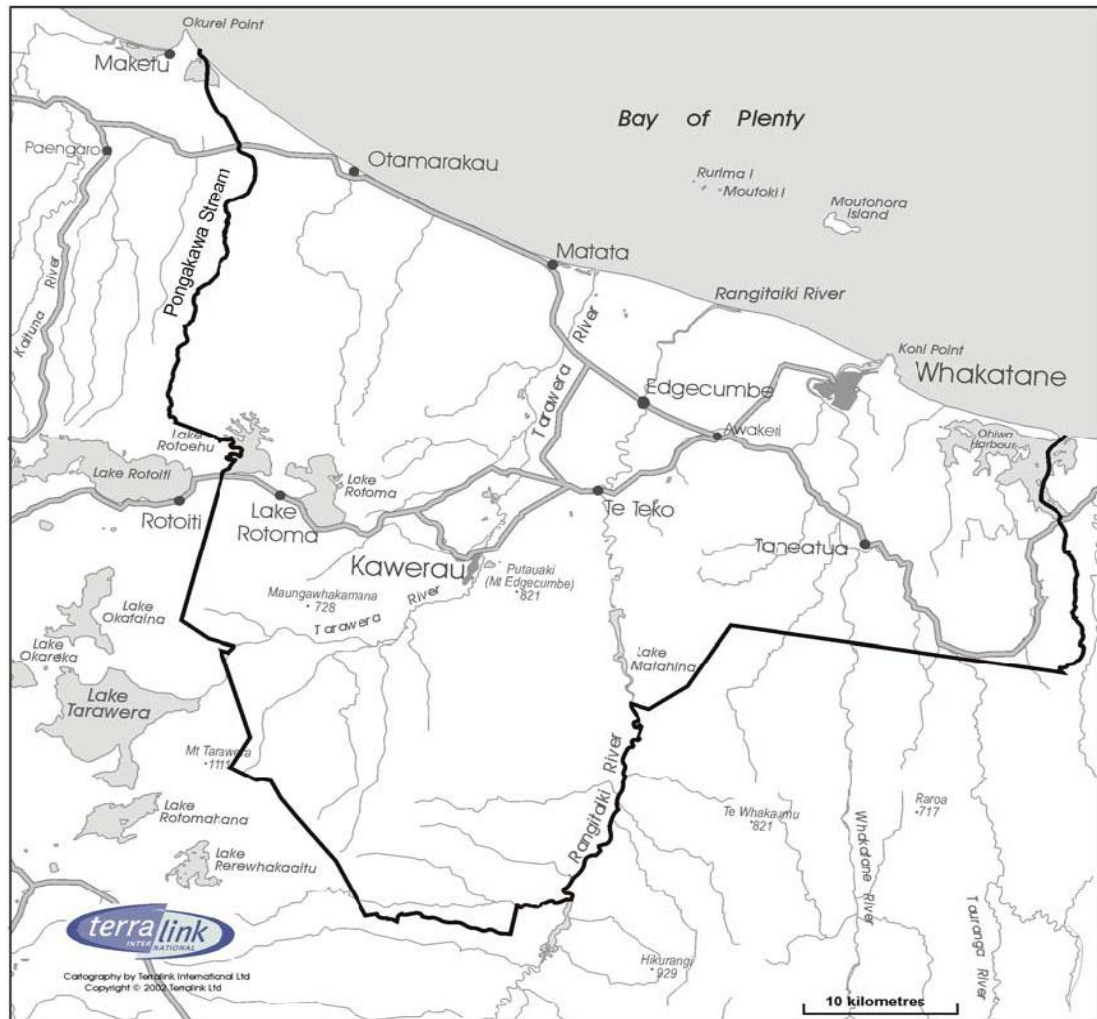 Okurei Point
Maketu
Bay of Plenty
Paengaro
Otamarakau
Rurima I
Moutoki I
Moutohora
Island
Pongakawa Stream
Kaituna River
Matata
Rangitaiki River
Tarawera River
Kohi Point
Whakatane
Edgecumbe
Awakeri
Ohiwa
Harbour
Lake
Rotoehu
Lake Rotoiti
Lake
Rotoma
Rotoiti
Lake
Rotoma
Te Teko
Taneatua
Kawerau
Putauaki
(Mt Edgecumbe)
•821
Maungawhakamana
• 728
Tarawera River
Lake
Okataina
Lake
Okareka
Lake
Matahina
Lake
Tarawera
Mt Tarawera
•1111
Rangitaiki River
Te Whakaumu
•821
Raroa
•717
Whakatane River
Tauranga River
Lake
Rotomahana
Lake
Rerewhakaaitu
Hikurangi
•929
terralink
INTERNATIONAL
Cartography by Terralink International Ltd
Copyright © 2002 Terralink Ltd
10 kilometres